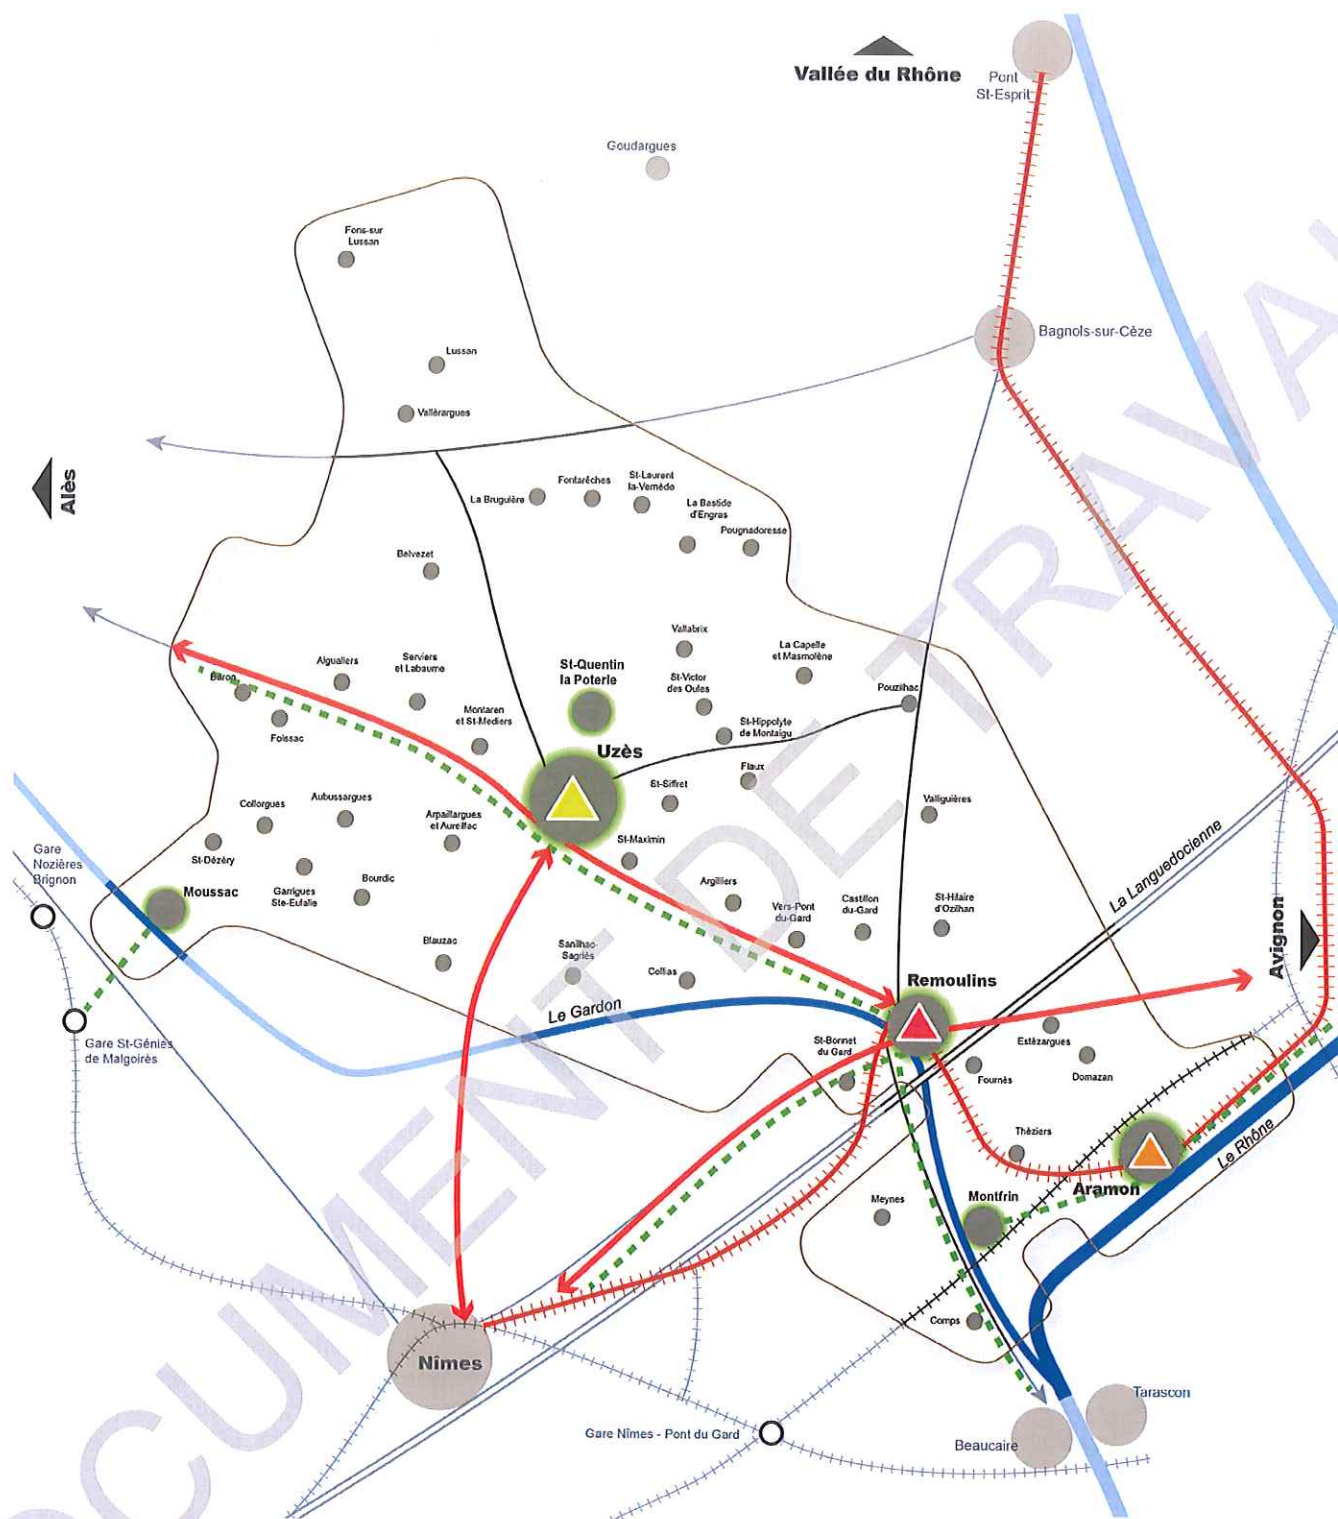 Vallée du Rhône
Pont
St-Esprit
Goudargues
Fons-sur
Lussan
Bagnols-sur-Cèze
Lussan
Vallérargues
Alès
La Bruguière
Fontarèches
St-Laurent
la-Vernède
La Bastide
d'Engras
Pougnadoresse
Belvezet
Vallabrix
La Capelle
et Masmolène
Aigualiers
Serviers
et Labaume
St-Quentin
la Poterie
St-Victor
des Oules
Pouzilhac
Baron
Foissac
Montaren
et St-Mediers
St-Hippolyte
de Montaigu
Uzès
Flaux
St-Siffret
Valliguières
Collorgues
Aubussargues
Arpaillargues
et Aureilhac
St-Maximin
Gare
Nozières
Brignon
St-Dézéry
Moussac
Garrigues
Ste-Eulalie
Bourdic
Argilliers
Vers-Pont
du-Gard
Castillon
du-Gard
St-Hilaire
d'Ozilhan
La Languedocienne
Avignon
Blauzac
Sanilhac-
Sagriès
Collias
Remoulins
Le Gardon
Gare St-Génies
de Malgoirès
St-Bonnet
du Gard
Estèzargues
Fournès
Domazan
Théziers
Le Rhône
Meynes
Montfrin
Aramon
Comps
Nîmes
Gare Nîmes - Pont du Gard
Beaucaire
Tarascon
OCUMENT DE TRAVA